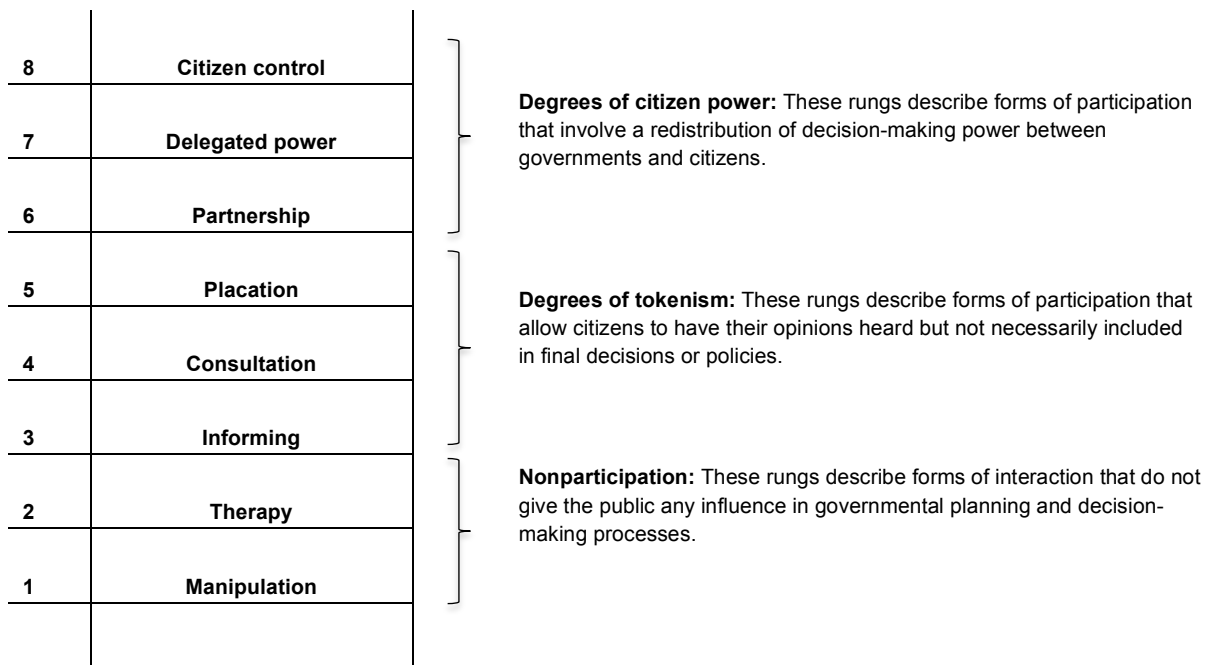 8 Citizen control
7 Delegated power
6 Partnership
5 Placation
4 Consultation
3 Informing
2 Therapy
1 Manipulation
Degrees of citizen power: These rungs describe forms of participation
that involve a redistribution of decision-making power between
governments and citizens.
Degrees of tokenism: These rungs describe forms of participation that
allow citizens to have their opinions heard but not necessarily included
in final decisions or policies.
Nonparticipation: These rungs describe forms of interaction that do not
give the public any influence in governmental planning and decision-
making processes.